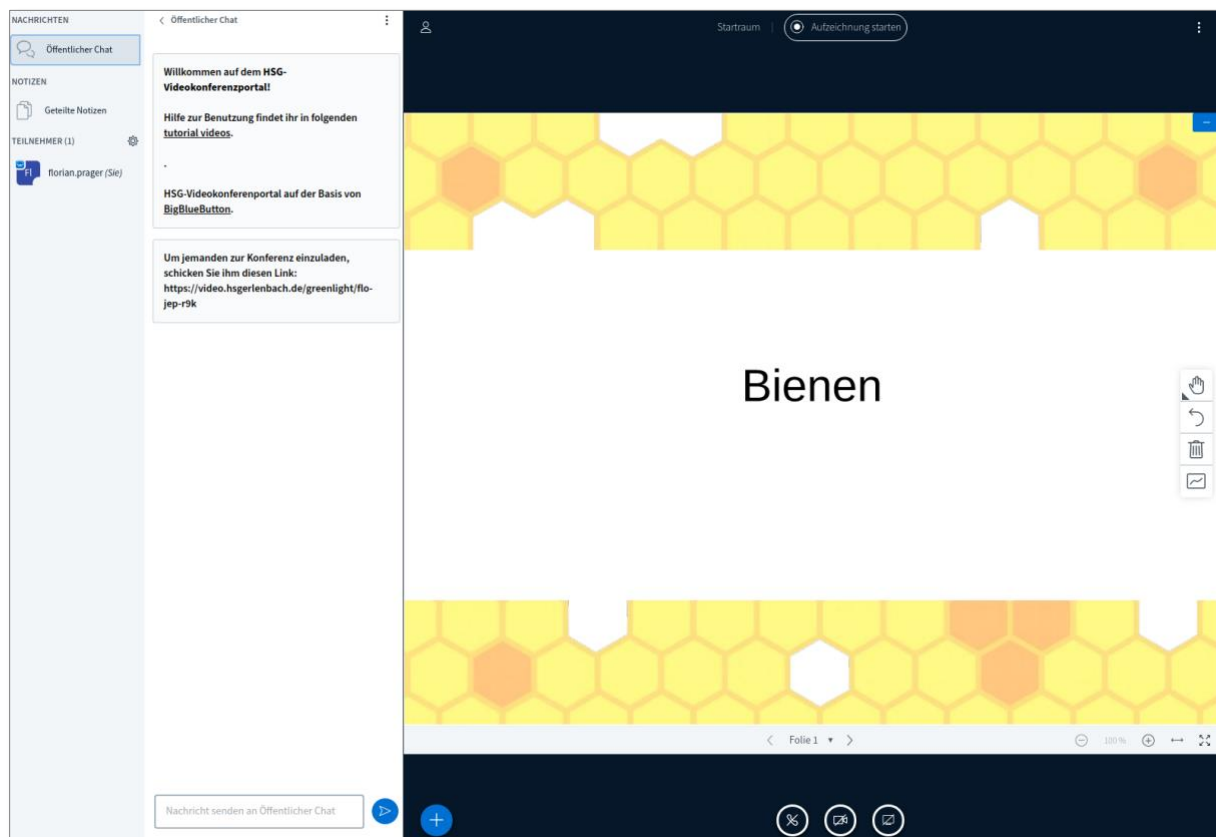 NACHRICHTEN
Öffentlicher Chat
NOTIZEN
Geteilte Notizen
TEILNEHMER (1)
Fl
florian.prager (Sie)
Öffentlicher Chat
Willkommen auf dem HSG-
Videokonferenzportal!
Hilfe zur Benutzung findet ihr in folgenden
tutorial videos.
.
HSG-Videokonferenportal auf der Basis von
BigBlueButton.
Um jemanden zur Konferenz einzuladen,
schicken Sie ihm diesen Link:
https://video.hsgerlenbach.de/greenlight/flo-
jep-r9k
Nachricht senden an Öffentlicher Chat
Startraum | Aufzeichnung starten
Bienen
Folie 1
100 %